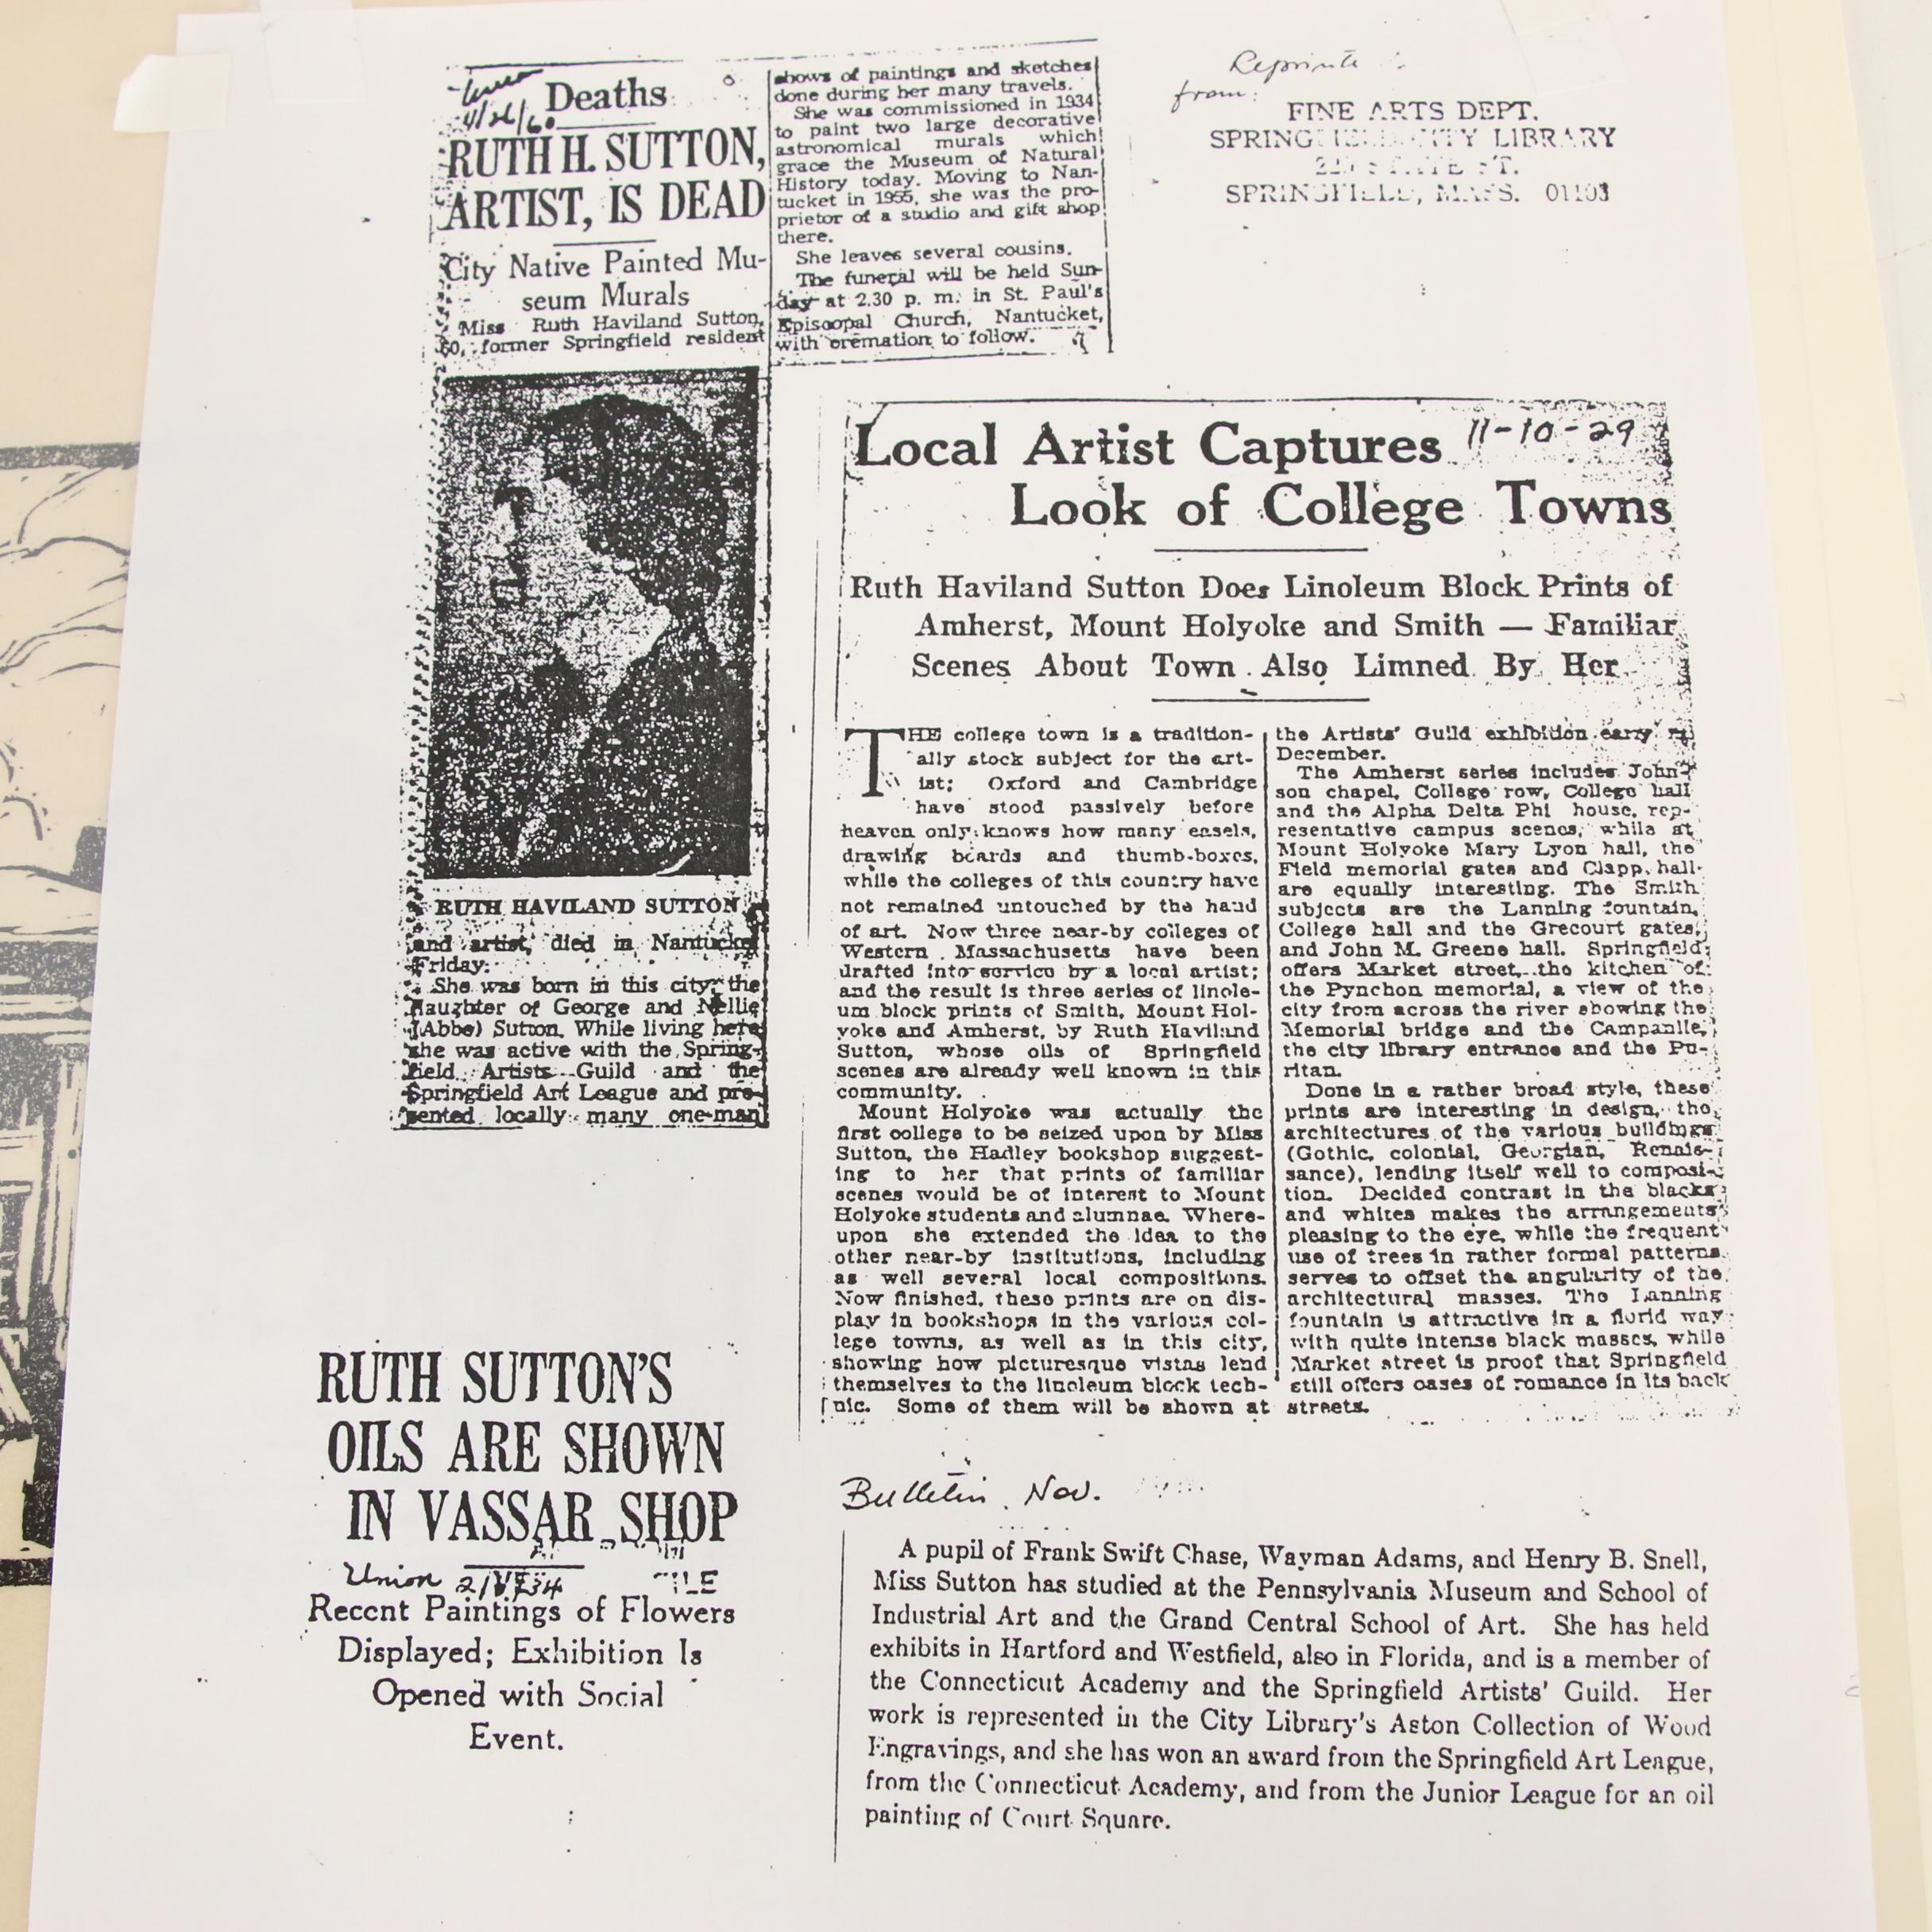 Deaths
4/26/60
RUTH H. SUTTON,
ARTIST, IS DEAD
City Native Painted Mu-
seum Murals
Miss Ruth Haviland Sutton,
60, former Springfield resident
RUTH HAVILAND SUTTON
and artist, died in Nantucket
Friday.
She was born in this city, the
daughter of George and Nellie
(Abbe) Sutton. While living here
she was active with the Spring-
field Artists Guild and the
Springfield Art League and pre-
sented locally many one-man
shows of paintings and sketches
done during her many travels.
She was commissioned in 1934
to paint two large decorative
astronomical murals which
grace the Museum of Natural
History today. Moving to Nan-
tucket in 1955, she was the pro-
prietor of a studio and gift shop
there.
She leaves several cousins.
The funeral will be held Sun-
day at 2.30 p. m. in St. Paul's
Episcopal Church, Nantucket,
with cremation to follow.
Reprints
from:
FINE ARTS DEPT.
SPRINGFIELD CITY LIBRARY
STATE ST.
SPRINGFIELD, MASS. 01103
Local Artist Captures 11-10-29
Look of College Towns
Ruth Haviland Sutton Does Linoleum Block Prints of
Amherst, Mount Holyoke and Smith — Familiar
Scenes About Town Also Limned By Her
THE college town is a tradition-
ally stock subject for the art-
ist; Oxford and Cambridge
have stood passively before
heaven only knows how many easels,
drawing boards and thumb-boxes,
while the colleges of this country have
not remained untouched by the hand
of art. Now three near-by colleges of
Western Massachusetts have been
drafted into service by a local artist;
and the result is three series of linole-
um block prints of Smith, Mount Hol-
yoke and Amherst, by Ruth Haviland
Sutton, whose oils of Springfield
scenes are already well known in this
community.
Mount Holyoke was actually the
first college to be seized upon by Miss
Sutton, the Hadley bookshop suggest-
ing to her that prints of familiar
scenes would be of interest to Mount
Holyoke students and alumnae. Where-
upon she extended the idea to the
other near-by institutions, including
as well several local compositions.
Now finished, these prints are on dis-
play in bookshops in the various col-
lege towns, as well as in this city,
showing how picturesque vistas lend
themselves to the linoleum block tech-
nic. Some of them will be shown at
the Artists' Guild exhibition early in
December.
The Amherst series includes John-
son chapel, College row, College hall
and the Alpha Delta Phi house, rep-
resentative campus scenes, while at
Mount Holyoke Mary Lyon hall, the
Field memorial gates and Clapp hall
are equally interesting. The Smith
subjects are the Lanning fountain,
College hall and the Grecourt gates,
and John M. Greene hall. Springfield
offers Market street, the kitchen of
the Pynchon memorial, a view of the
city from across the river showing the
Memorial bridge and the Campanile,
the city library entrance and the Pu-
ritan.
Done in a rather broad style, these
prints are interesting in design, the
architectures of the various buildings
(Gothic, colonial, Georgian, Renais-
sance), lending itself well to composi-
tion. Decided contrast in the blacks
and whites makes the arrangements
pleasing to the eye, while the frequent
use of trees in rather formal patterns
serves to offset the angularity of the
architectural masses. The Lanning
fountain is attractive in a florid way
with quite intense black masses, while
Market street is proof that Springfield
still offers oases of romance in its back
streets.
RUTH SUTTON'S
OILS ARE SHOWN
IN VASSAR SHOP
Union
Recent Paintings of Flowers
Displayed; Exhibition Is
Opened with Social
Event.
Bulletin. Nov.
A pupil of Frank Swift Chase, Wayman Adams, and Henry B. Snell,
Miss Sutton has studied at the Pennsylvania Museum and School of
Industrial Art and the Grand Central School of Art. She has held
exhibits in Hartford and Westfield, also in Florida, and is a member of
the Connecticut Academy and the Springfield Artists' Guild. Her
work is represented in the City Library's Aston Collection of Wood
Engravings, and she has won an award from the Springfield Art League,
from the Connecticut Academy, and from the Junior League for an oil
painting of Court Square.